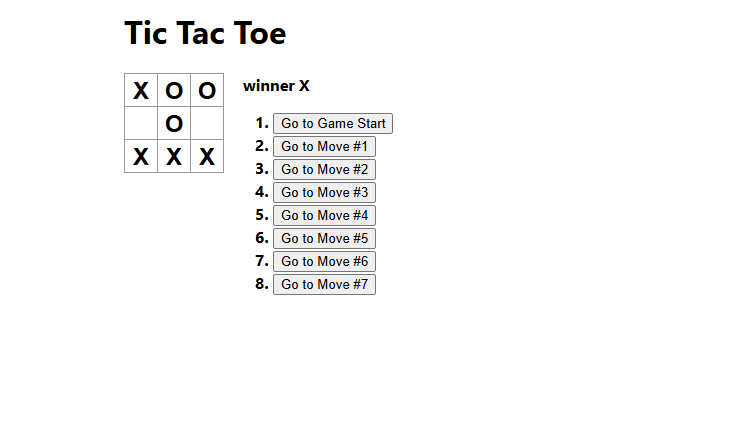 Tic Tac Toe
X O O
O
X X X
winner X
1. Go to Game Start
2. Go to Move #1
3. Go to Move #2
4. Go to Move #3
5. Go to Move #4
6. Go to Move #5
7. Go to Move #6
8. Go to Move #7